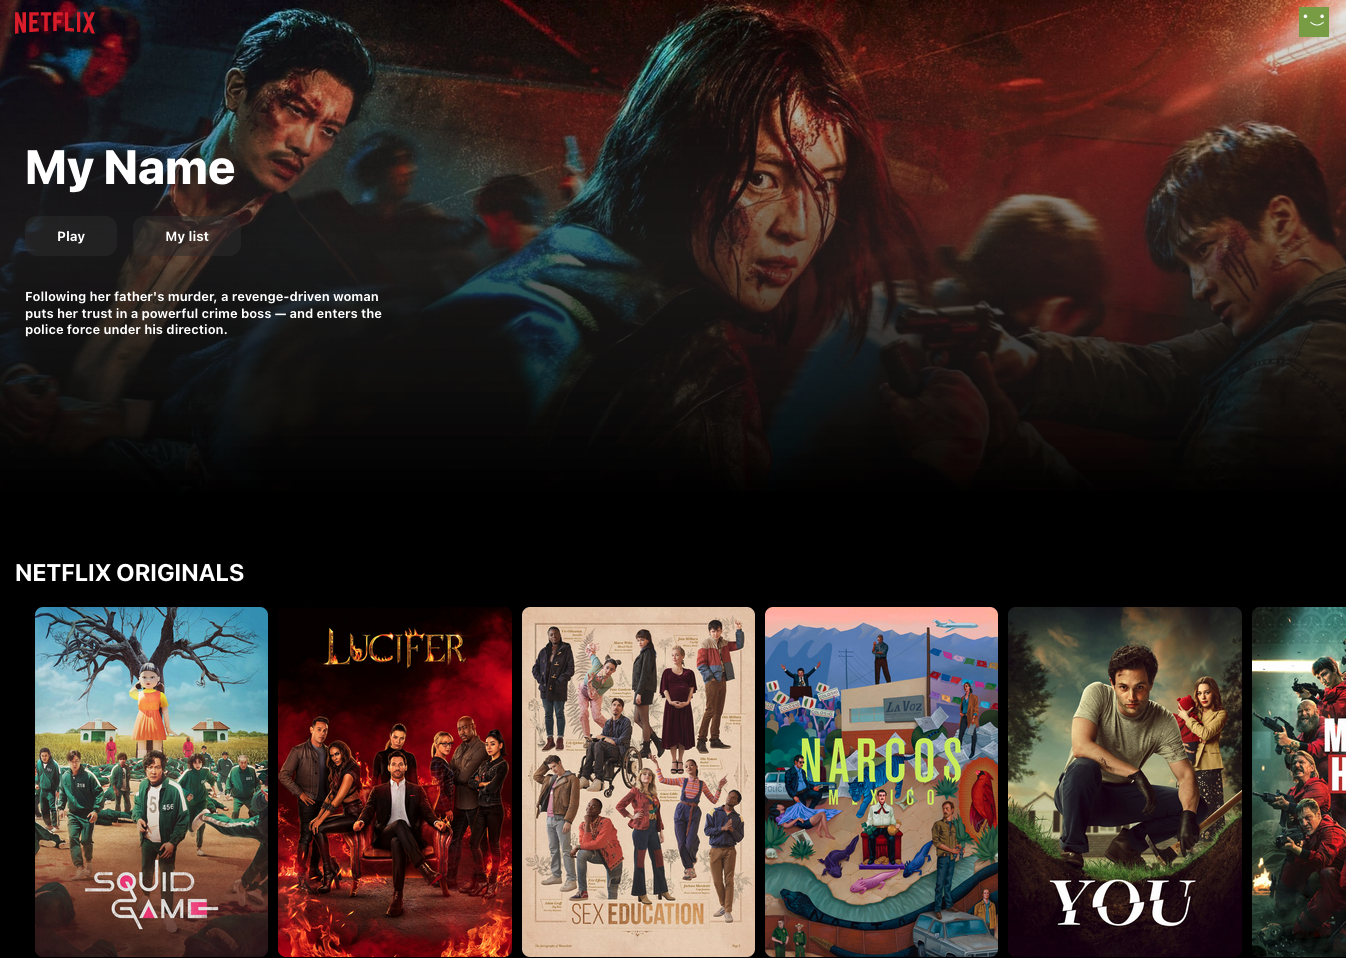 NETFLIX
My Name
Play
My list
Following her father's murder, a revenge-driven woman
puts her trust in a powerful crime boss — and enters the
police force under his direction.
NETFLIX ORIGINALS
218
5
456
SQUID
GAME
LUCIFER
SEX EDUCATION
LA VOZ
NARCOS
MEXICO
YOU
M
H